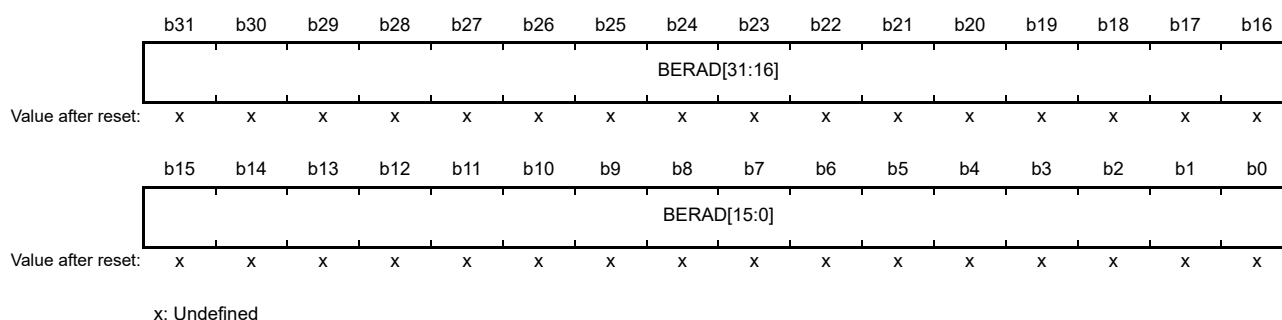 b31 b30 b29 b28 b27 b26 b25 b24 b23 b22 b21 b20 b19 b18 b17 b16
BERAD[31:16]
Value after reset: x x x x x x x x x x x x x x x x
b15 b14 b13 b12 b11 b10 b9 b8 b7 b6 b5 b4 b3 b2 b1 b0
BERAD[15:0]
Value after reset: x x x x x x x x x x x x x x x x
x: Undefined